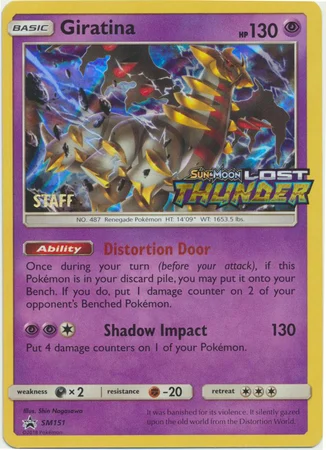 BASIC Giratina HP 130
SUN & MOON LOST THUNDER
STAFF
NO. 487 Renegade Pokémon HT: 14'09" WT: 1653.5 lbs.
Ability Distortion Door
Once during your turn (before your attack), if this
Pokémon is in your discard pile, you may put it onto your
Bench. If you do, put 1 damage counter on 2 of your
opponent's Benched Pokémon.
Shadow Impact 130
Put 4 damage counters on 1 of your Pokémon.
weakness × 2 resistance -20 retreat
Illus. Shin Nagasawa
SM151
©2018 Pokémon
It was banished for its violence. It silently gazed
upon the old world from the Distortion World.